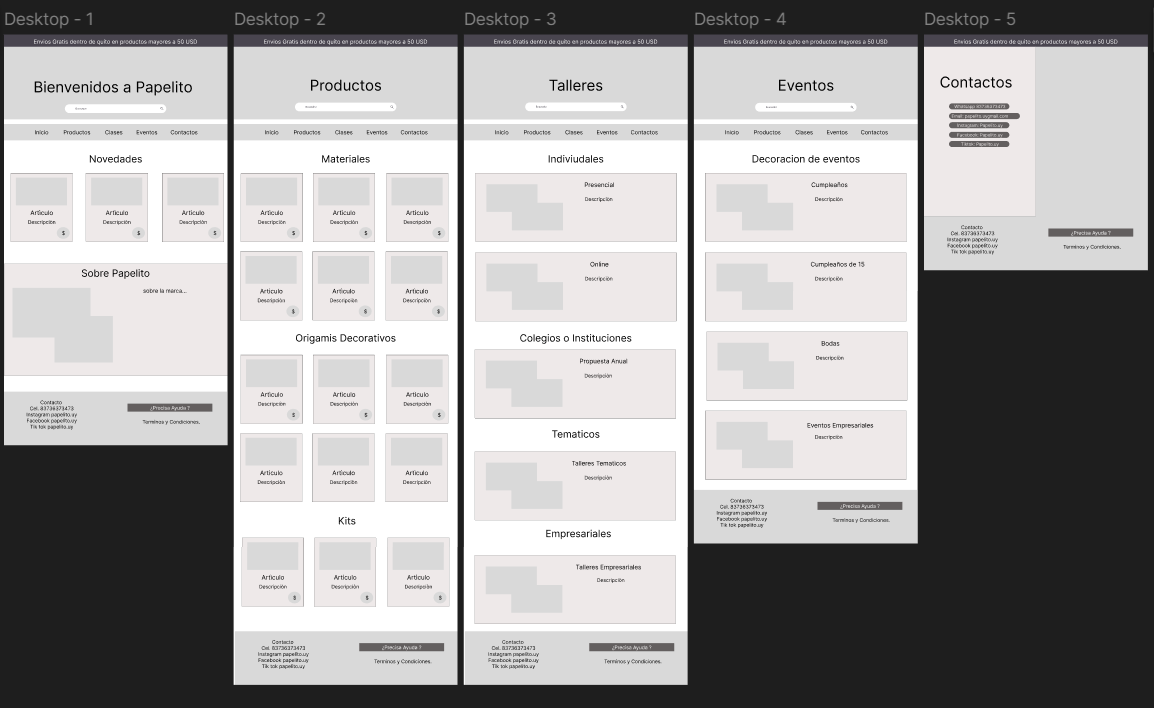 Desktop - 1
Envios Gratis dentro de quito en productos mayores a 50 USD
Bienvenidos a Papelito
Buscador
Inicio Productos Clases Eventos Contactos
Novedades
Articulo Articulo Articulo
Descripción Descripción Descripción
$ $ $
Sobre Papelito
sobre la marca...
Contacto
Cel. 83736373473
Instagram papelito.uy
Facebook papelito.uy
Tik tok papelito.uy
¿Precisa Ayuda ?
Terminos y Condiciones.
Desktop - 2
Envios Gratis dentro de quito en productos mayores a 50 USD
Productos
Buscador
Inicio Productos Clases Eventos Contactos
Materiales
Articulo Articulo Articulo
Descripción Descripción Descripción
$ $ $
Articulo Articulo Articulo
Descripción Descripción Descripción
$ $ $
Origamis Decorativos
Articulo Articulo Articulo
Descripción Descripción Descripción
$ $ $
Articulo Articulo Articulo
Descripción Descripción Descripción
Kits
Articulo Articulo Articulo
Descripción Descripción Descripción
$ $ $
Contacto
Cel. 83736373473
Instagram papelito.uy
Facebook papelito.uy
Tik tok papelito.uy
¿Precisa Ayuda ?
Terminos y Condiciones.
Desktop - 3
Envios Gratis dentro de quito en productos mayores a 50 USD
Talleres
Buscador
Inicio Productos Clases Eventos Contactos
Indiviudales
Presencial
Descripción
Online
Descripción
Colegios o Instituciones
Propuesta Anual
Descripción
Tematicos
Talleres Tematicos
Descripción
Empresariales
Talleres Empresariales
Descripción
Contacto
Cel. 83736373473
Instagram papelito.uy
Facebook papelito.uy
Tik tok papelito.uy
¿Precisa Ayuda ?
Terminos y Condiciones.
Desktop - 4
Envios Gratis dentro de quito en productos mayores a 50 USD
Eventos
Buscador
Inicio Productos Clases Eventos Contactos
Decoracion de eventos
Cumpleaños
Descripción
Cumpleaños de 15
Descripción
Bodas
Descripción
Eventos Empresariales
Descripción
Contacto
Cel. 83736373473
Instagram papelito.uy
Facebook papelito.uy
Tik tok papelito.uy
¿Precisa Ayuda ?
Terminos y Condiciones.
Desktop - 5
Envios Gratis dentro de quito en productos mayores a 50 USD
Contactos
Whatsapp 83736373473
Email: papelito.uy@mail.com
Instagram: Papelito.uy
Facebook: Papelito.uy
Tiktok: Papelito.uy
Contacto
Cel. 83736373473
Instagram papelito.uy
Facebook papelito.uy
Tik tok papelito.uy
¿Precisa Ayuda ?
Terminos y Condiciones.